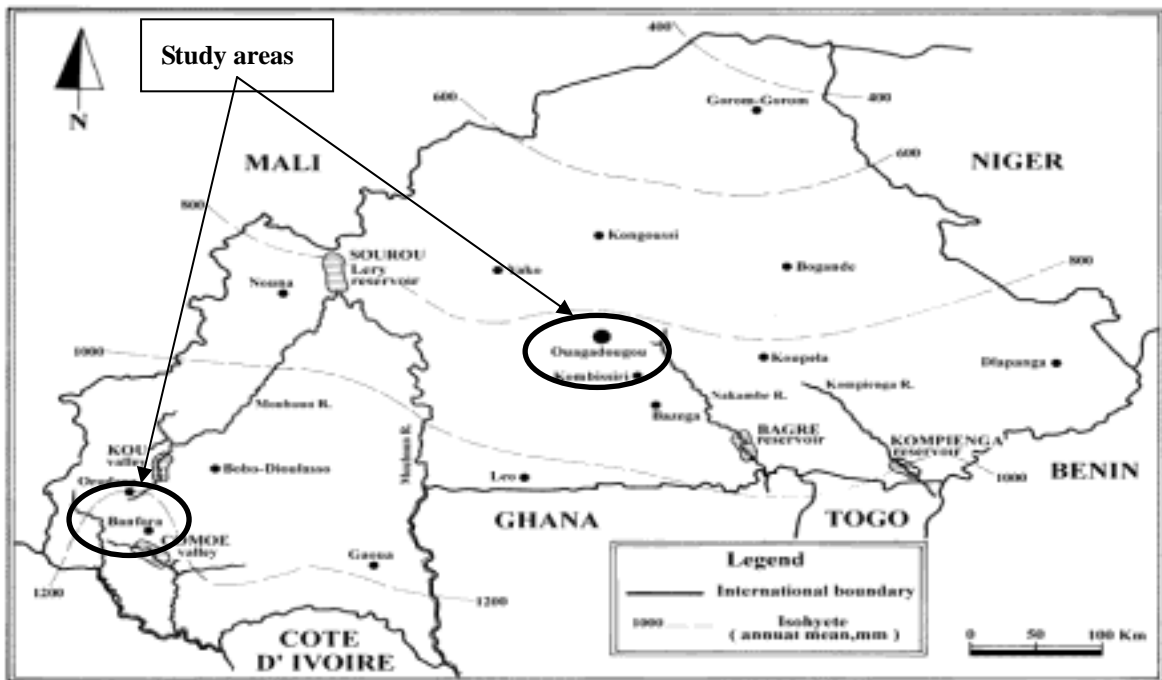 Study areas
N
400
400
Gorom-Gorom
600
600
MALI
NIGER
800
800
Kongoussi
SOUROU
Lery
reservoir
Yako
Bogande
Nouna
1000
Ouagadougou
Koupela
Kombissiri
Kompienga R.
Mouhoun R.
Nakambe R.
Bazega
Mouhoun R.
BAGRE
reservoir
KOMPIENGA
reservoir
1000
BENIN
KOU
valley
Bobo-Dioulasso
Leo
GHANA
TOGO
Banfora
COMOE
valley
Gaoua
1200
1200
COTE
D' IVOIRE
Legend
International boundary
1000
Isohyete
( annuat mean,mm )
0 50 100 Km